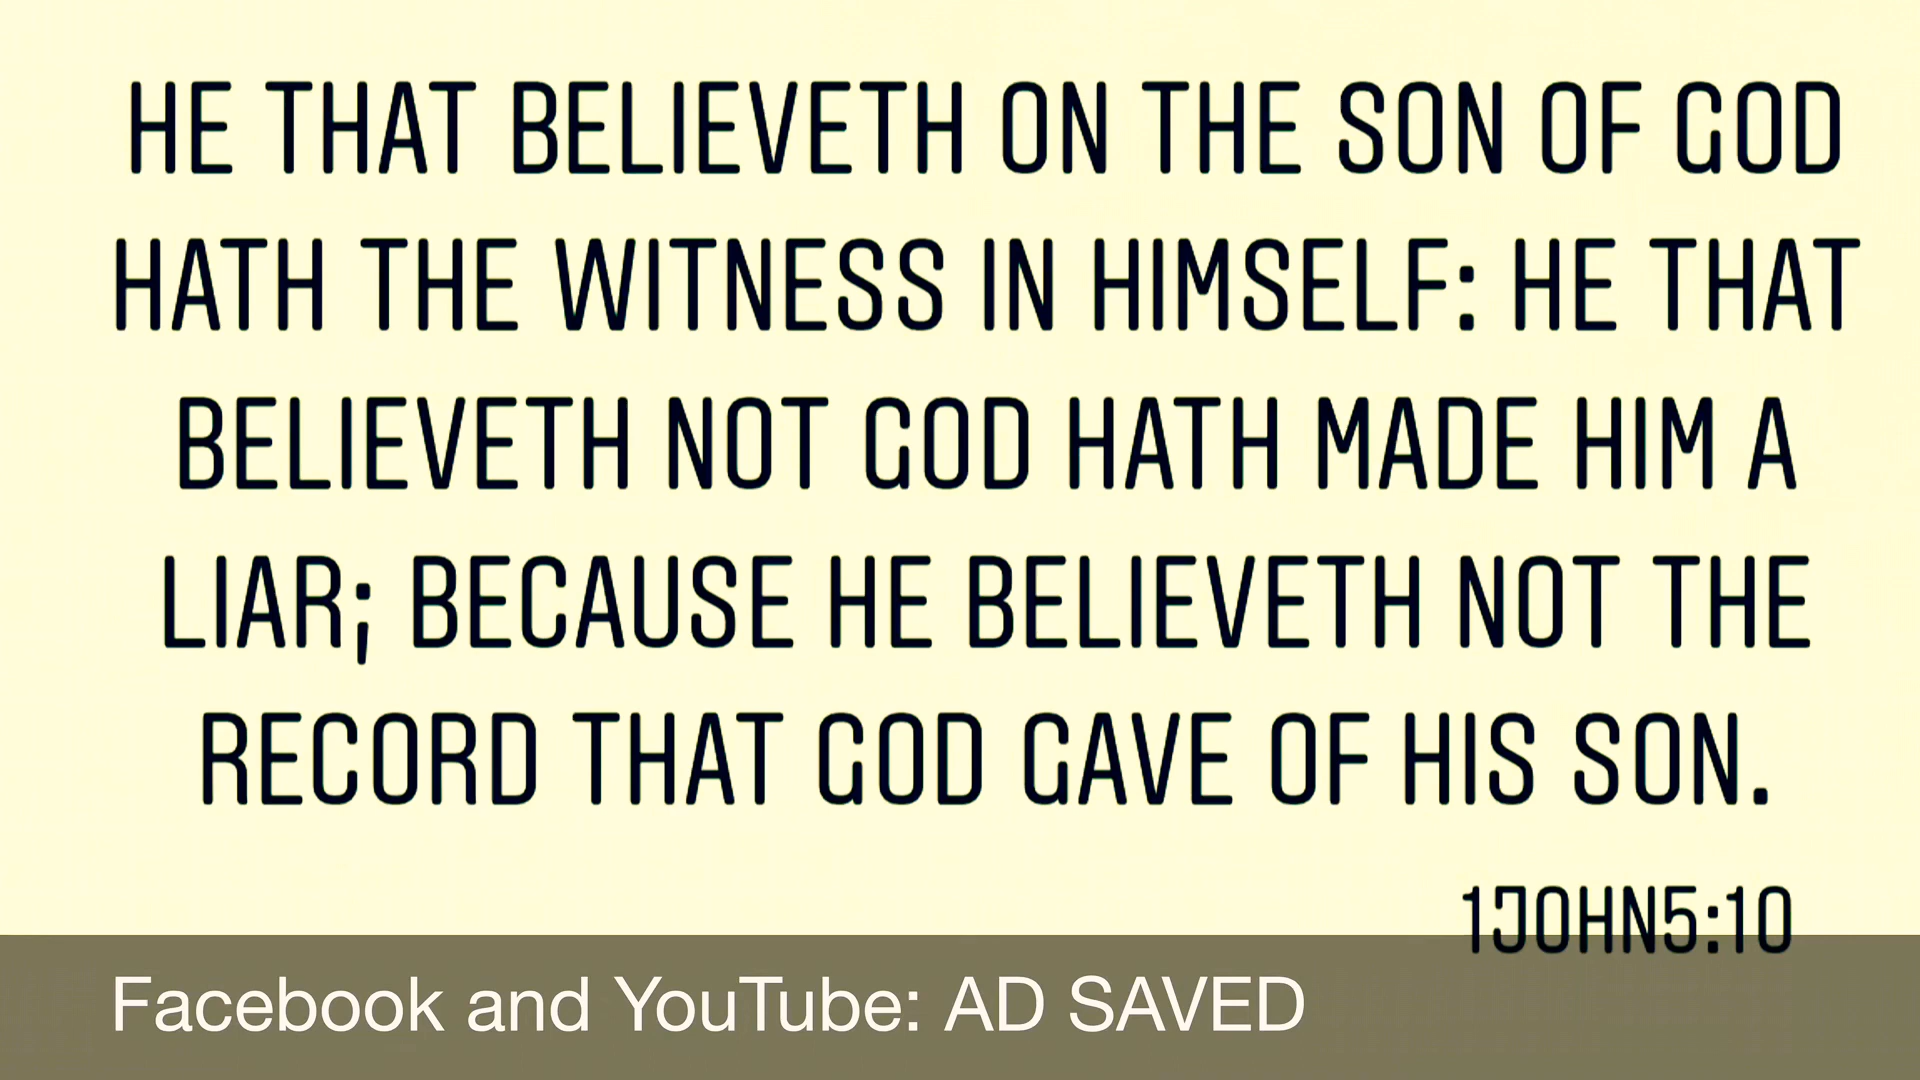 HE THAT BELIEVETH ON THE SON OF GOD
HATH THE WITNESS IN HIMSELF: HE THAT
BELIEVETH NOT GOD HATH MADE HIM A
LIAR; BECAUSE HE BELIEVETH NOT THE
RECORD THAT GOD GAVE OF HIS SON.
1JOHN5:10
Facebook and YouTube: AD SAVED